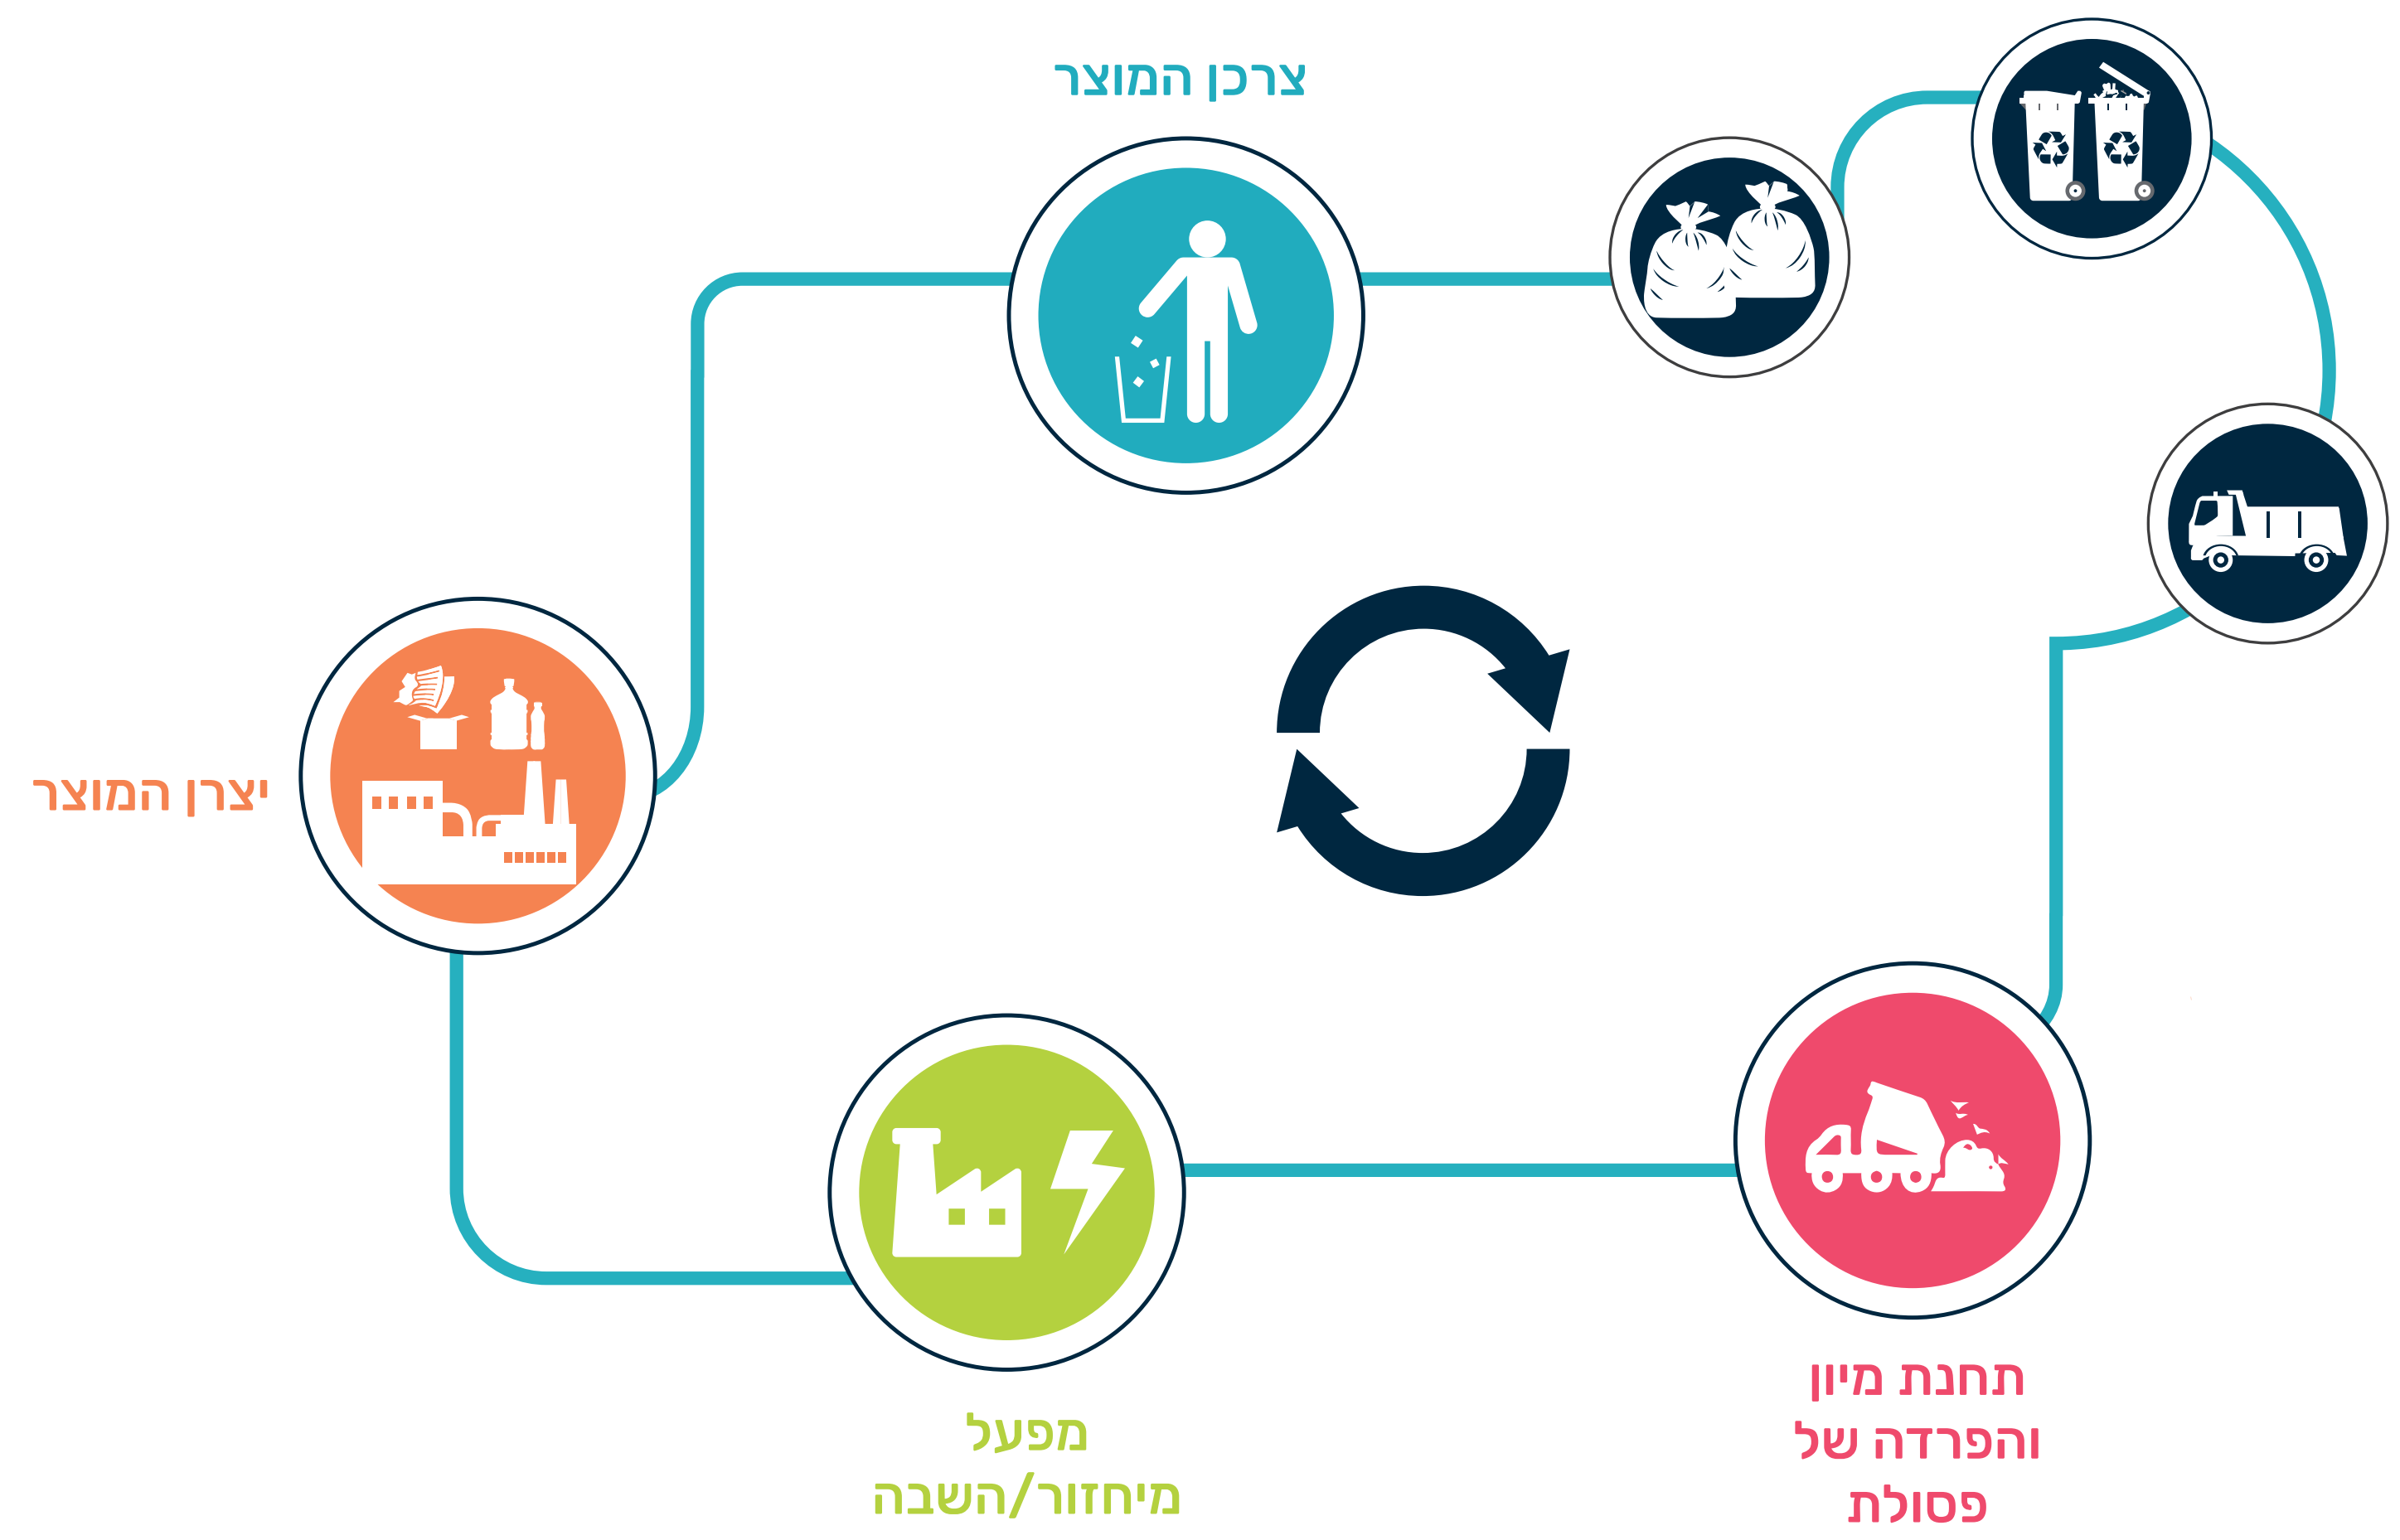 צרכן המוצר
יצרן המוצר
תחנת מיון
והפרדה של
פסולת
מפעל
מיחזור/השבה